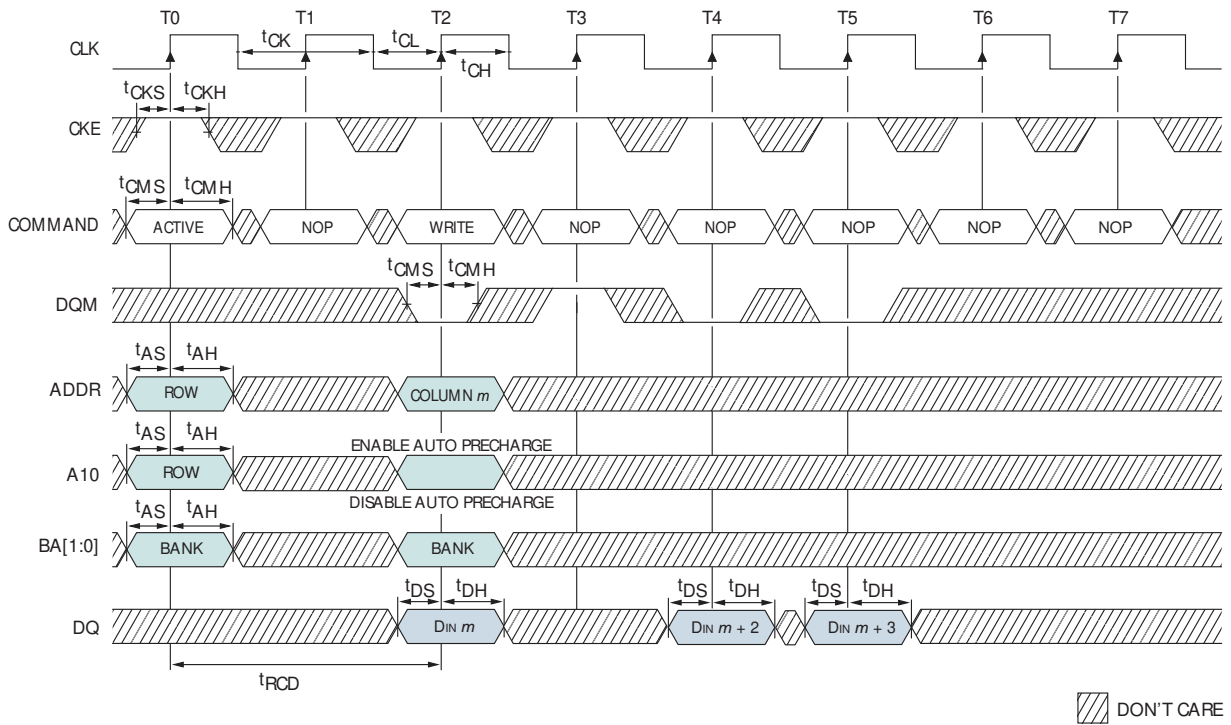 T0 T1 T2 T3 T4 T5 T6 T7
CLK
tCK tCL
tCH
tCKS tCKH
CKE
tCMS tCMH
COMMAND ACTIVE NOP WRITE NOP NOP NOP NOP NOP
tCMS tCMH
DQM
tAS tAH
ADDR ROW COLUMN m
tAS tAH ENABLE AUTO PRECHARGE
A10 ROW
DISABLE AUTO PRECHARGE
tAS tAH
BA[1:0] BANK BANK
tDS tDH tDS tDH tDS tDH
DQ DIN m DIN m + 2 DIN m + 3
tRCD
DON'T CARE